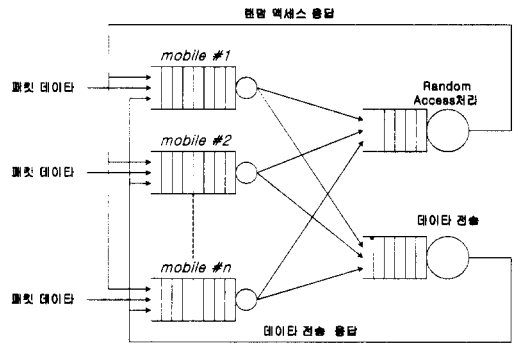 랜덤 액세스 응답
mobile #1
패킷 데이타
Random
Access처리
mobile #2
패킷 데이타
데이타 전송
mobile #n
패킷 데이타
데이타 전송 응답